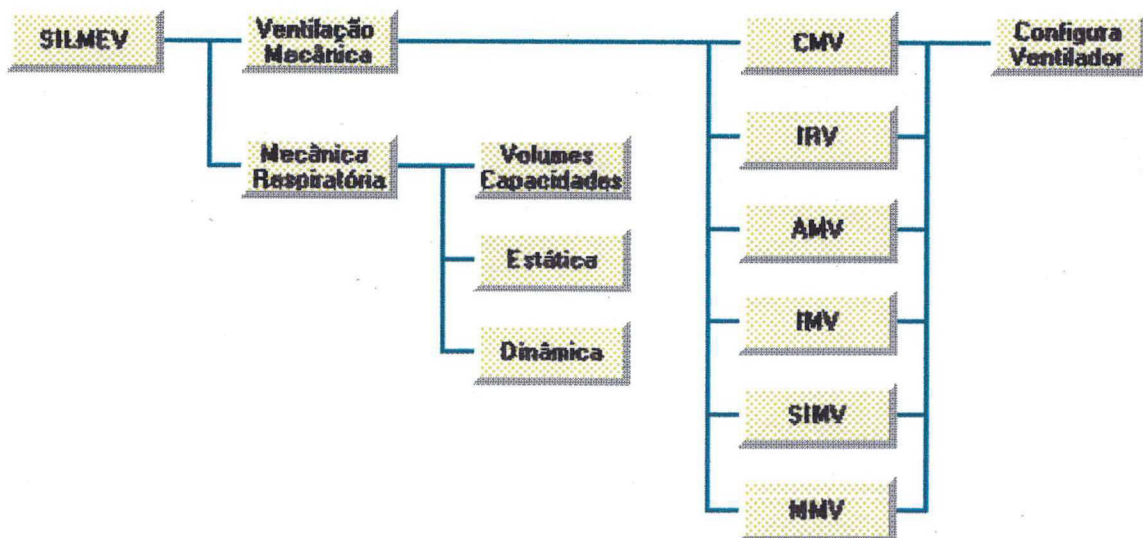 SILMEV
Ventilação
Mecânica
CMV
Configura
Ventilador
IRV
Mecânica
Respiratória
Volumes
Capacidades
AMV
Estática
IMV
Dinâmica
SIMV
MMV